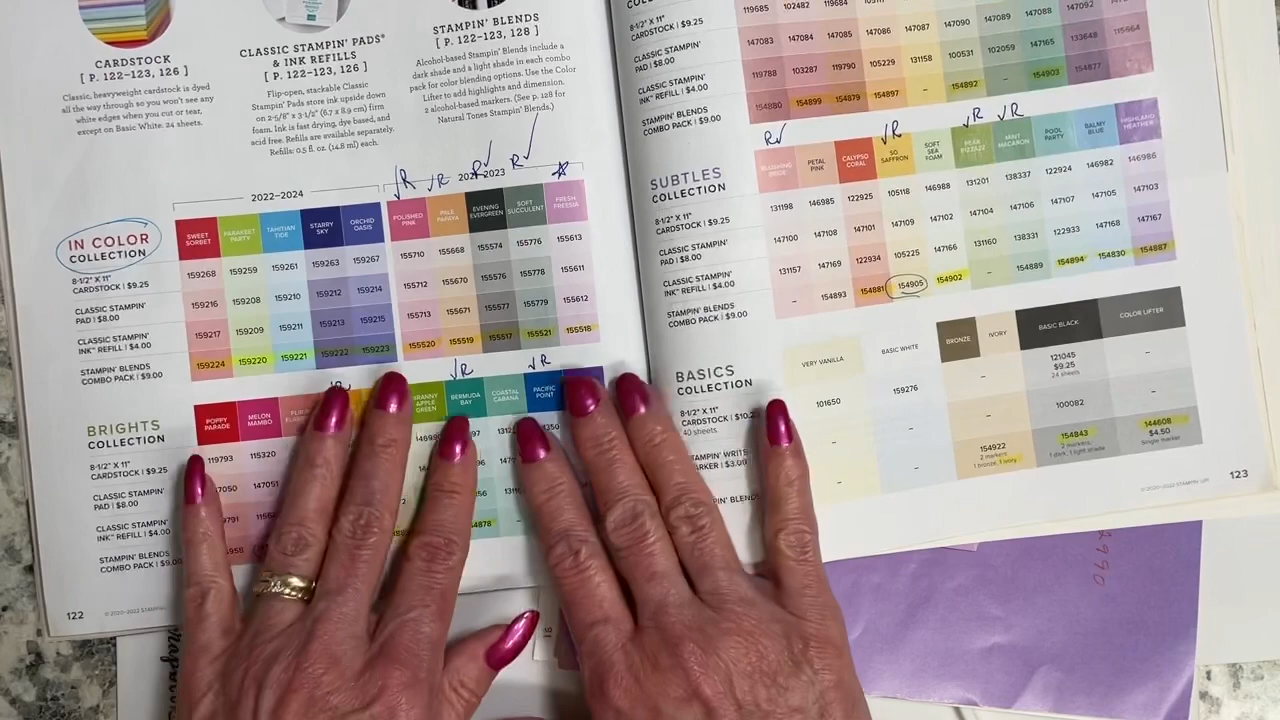 CARDSTOCK
[ P. 122–123, 126 ]
Classic, heavyweight cardstock is dyed
all the way through so you won't see any
white edges when you cut or tear,
except on Basic White. 24 sheets.
CLASSIC STAMPIN' PADS®
& INK REFILLS
[ P. 122–123, 126 ]
Flip-open, stackable Classic
Stampin' Pads store ink upside down
on 2-5/8" x 3-1/2" (6.7 x 8.9 cm) firm
foam. Ink is fast drying, dye based, and
acid free. Refills are available separately.
Refills: 0.5 fl. oz. (14.8 ml) each.
STAMPIN' BLENDS
[ P. 122–123, 128 ]
Alcohol-based Stampin' Blends include a
dark shade and a light shade in each combo
pack for color blending options. Use the Color
Lifter to add highlights and dimension.
2 alcohol-based markers. (See p. 128 for
Natural Tones Stampin' Blends.)
2022–2024
IN COLOR
COLLECTION
SWEET SORBET PARAKEET PARTY TAHITIAN TIDE STARRY SKY ORCHID OASIS POLISHED PINK PALE PAPAYA EVENING EVERGREEN SOFT SUCCULENT FRESH FREESIA
8-1/2" X 11" CARDSTOCK | $9.25 159268 159259 159261 159263 159267 155710 155668 155574 155776 155613
CLASSIC STAMPIN' PAD | $8.00 159216 159208 159210 159212 159214 155712 155670 155576 155778 155611
CLASSIC STAMPIN' INK™ REFILL | $4.00 159217 159209 159211 159213 159215 155713 155671 155577 155779 155612
STAMPIN' BLENDS COMBO PACK | $9.00 159224 159220 159221 159222 159223 155520 155519 155517 155521 155518
BRIGHTS
COLLECTION
POPPY PARADE MELON MAMBO GRANNY APPLE GREEN BERMUDA BAY COASTAL CABANA PACIFIC POINT
8-1/2" X 11" CARDSTOCK | $9.25 119793 115320
CLASSIC STAMPIN' PAD | $8.00 147051
CLASSIC STAMPIN' INK™ REFILL | $4.00
STAMPIN' BLENDS COMBO PACK | $9.00
122
8-1/2" X 11" CARDSTOCK | $9.25 119685 102482 119684
CLASSIC STAMPIN' PAD | $8.00 147083 147084 147085 147086 147087 147090 147089 147088 147092
CLASSIC STAMPIN' INK™ REFILL | $4.00 119788 103287 119790 105229 131158 100531 102059 147165 133648 115664
STAMPIN' BLENDS COMBO PACK | $9.00 154880 154899 154879 154897 – 154892 – 154903 154877 –
SUBTLES
COLLECTION
BLUSHING BRIDE PETAL PINK CALYPSO CORAL SO SAFFRON SOFT SEA FOAM PEAR PIZZAZZ MINT MACARON POOL PARTY BALMY BLUE HIGHLAND HEATHER
8-1/2" X 11" CARDSTOCK | $9.25 131198 146985 122925 105118 146988 131201 138337 122924 146982 146986
CLASSIC STAMPIN' PAD | $8.00 147100 147108 147101 147109 147102 147104 147106 147107 147105 147103
CLASSIC STAMPIN' INK™ REFILL | $4.00 131157 147169 122934 105225 147166 131160 138331 122933 147168 147167
STAMPIN' BLENDS COMBO PACK | $9.00 – 154893 154881 154905 154902 – 154889 154894 154830 154887
BASICS
COLLECTION
VERY VANILLA BASIC WHITE BRONZE IVORY BASIC BLACK COLOR LIFTER
8-1/2" X 11" CARDSTOCK | $10. 40 sheets 101650 159276 121045 $9.25 24 sheets –
100082 –
154922 2 markers: 1 bronze, 1 ivory 154843 2 markers: 1 dark, 1 light shade 144608 $4.50 Single marker
© 2020–2022 STAMPIN' UP!
123